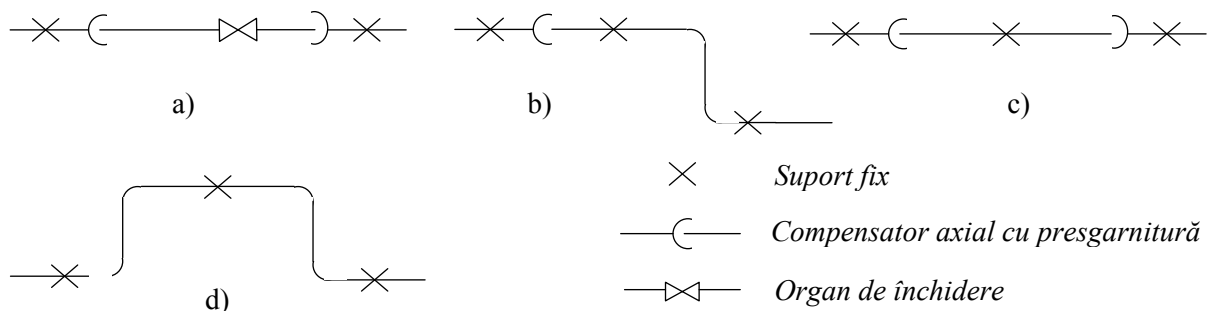 a)
b)
c)
d)
Suport fix
Compensator axial cu presgarnitură
Organ de închidere